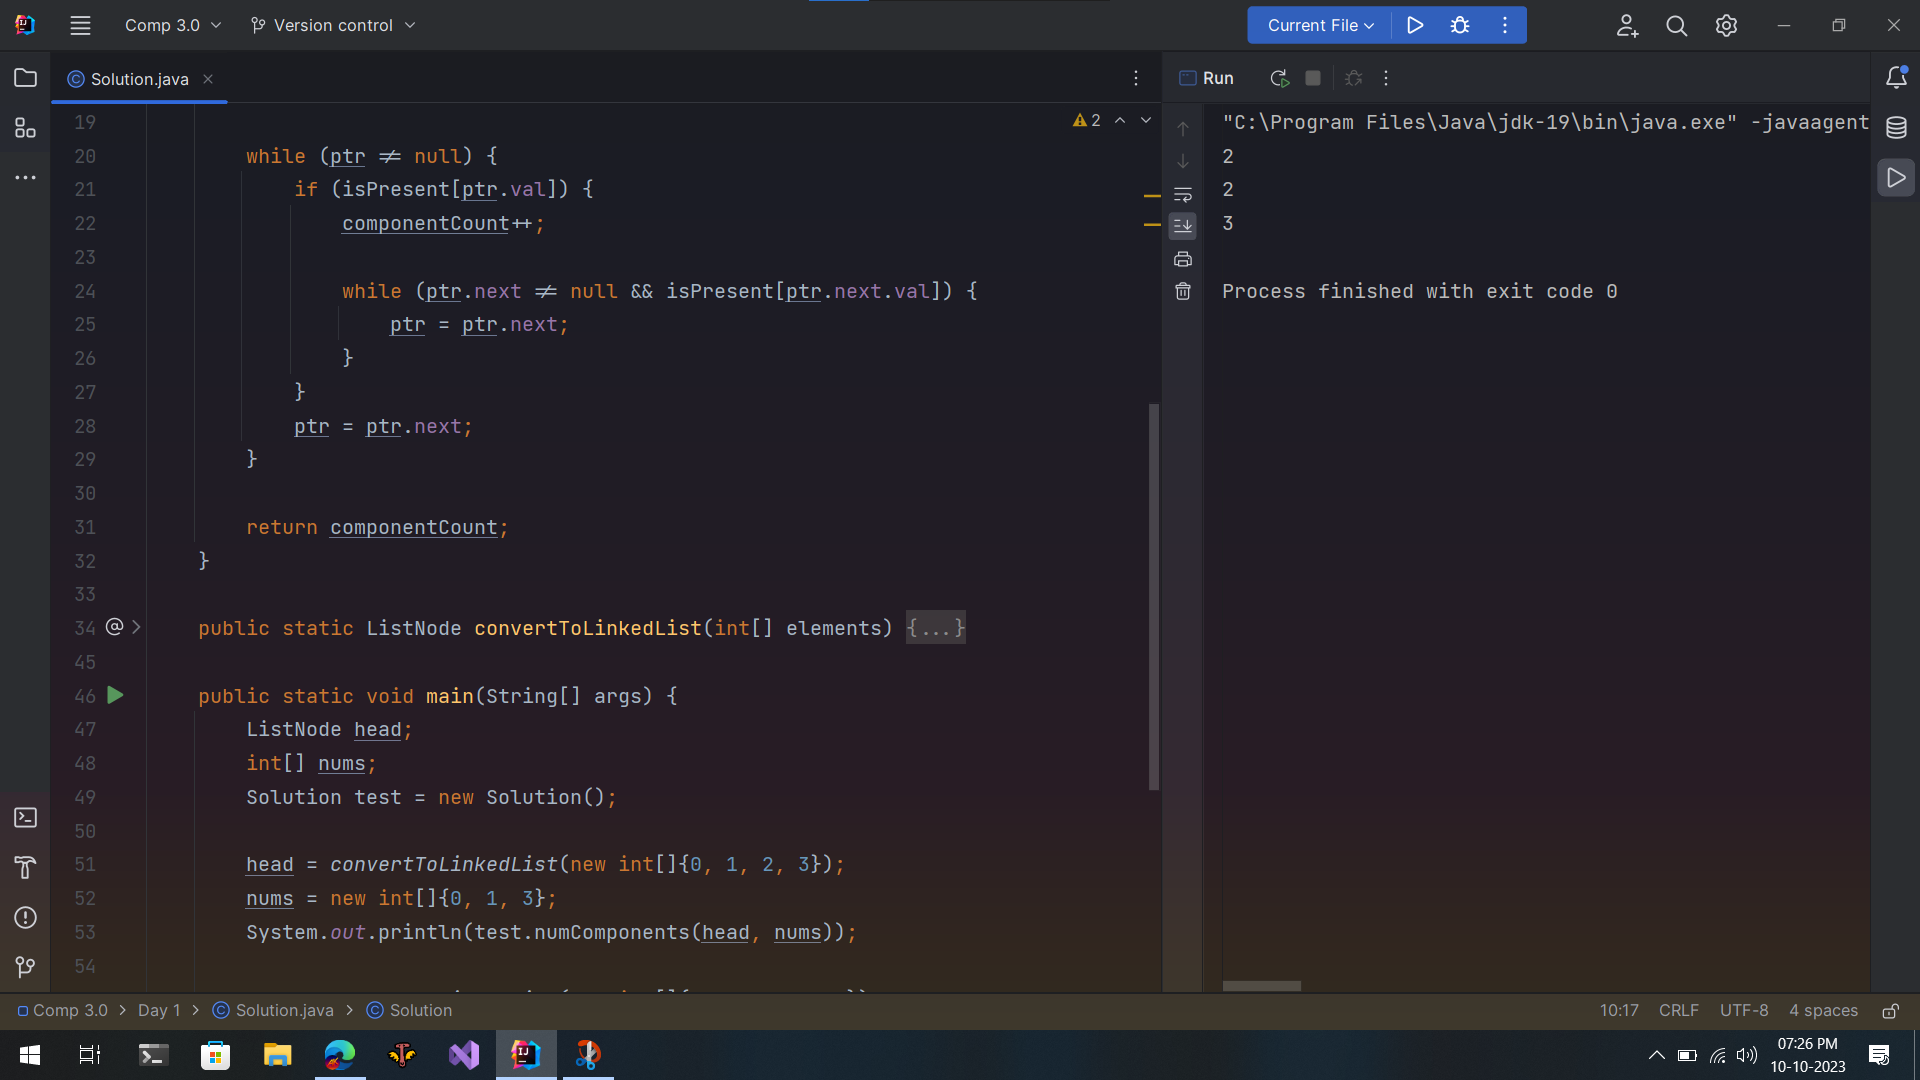 Comp 3.0
Version control
Current File
Solution.java
Run
2
19
20 while (ptr != null) {
21 if (isPresent[ptr.val]) {
22 componentCount++;
23
24 while (ptr.next != null && isPresent[ptr.next.val]) {
25 ptr = ptr.next;
26 }
27 }
28 ptr = ptr.next;
29 }
30
31 return componentCount;
32 }
33
34 public static ListNode convertToLinkedList(int[] elements) {...}
45
46 public static void main(String[] args) {
47 ListNode head;
48 int[] nums;
49 Solution test = new Solution();
50
51 head = convertToLinkedList(new int[]{0, 1, 2, 3});
52 nums = new int[]{0, 1, 3};
53 System.out.println(test.numComponents(head, nums));
54
"C:\Program Files\Java\jdk-19\bin\java.exe" -javaagent
2
2
3
Process finished with exit code 0
Comp 3.0 > Day 1 > Solution.java > Solution
10:17 CRLF UTF-8 4 spaces
07:26 PM
10-10-2023